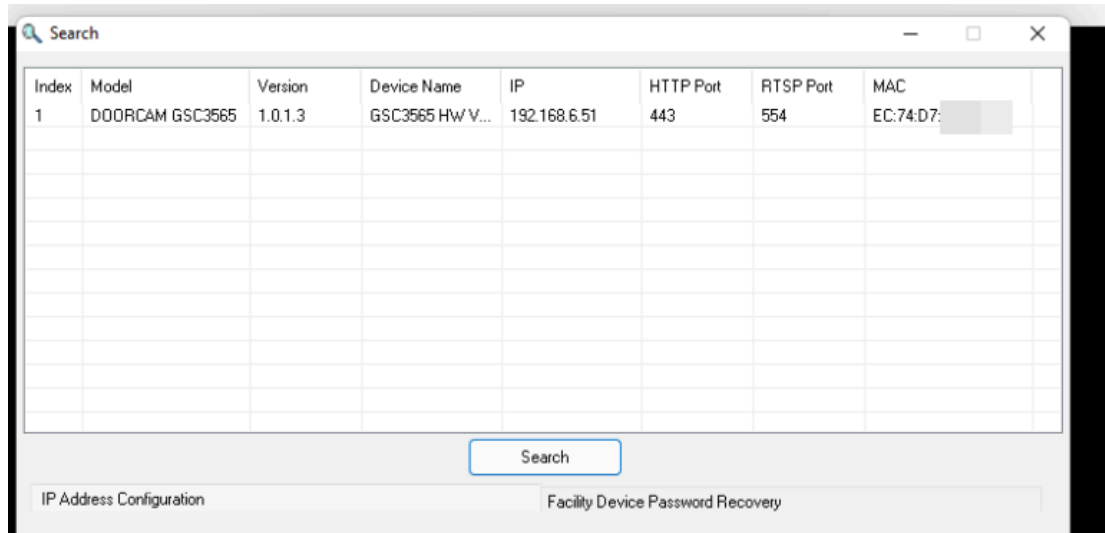 Search
Index Model Version Device Name IP HTTP Port RTSP Port MAC
1 DOORCAM GSC3565 1.0.1.3 GSC3565 HW V... 192.168.6.51 443 554 EC:74:D7:
Search
IP Address Configuration Facility Device Password Recovery